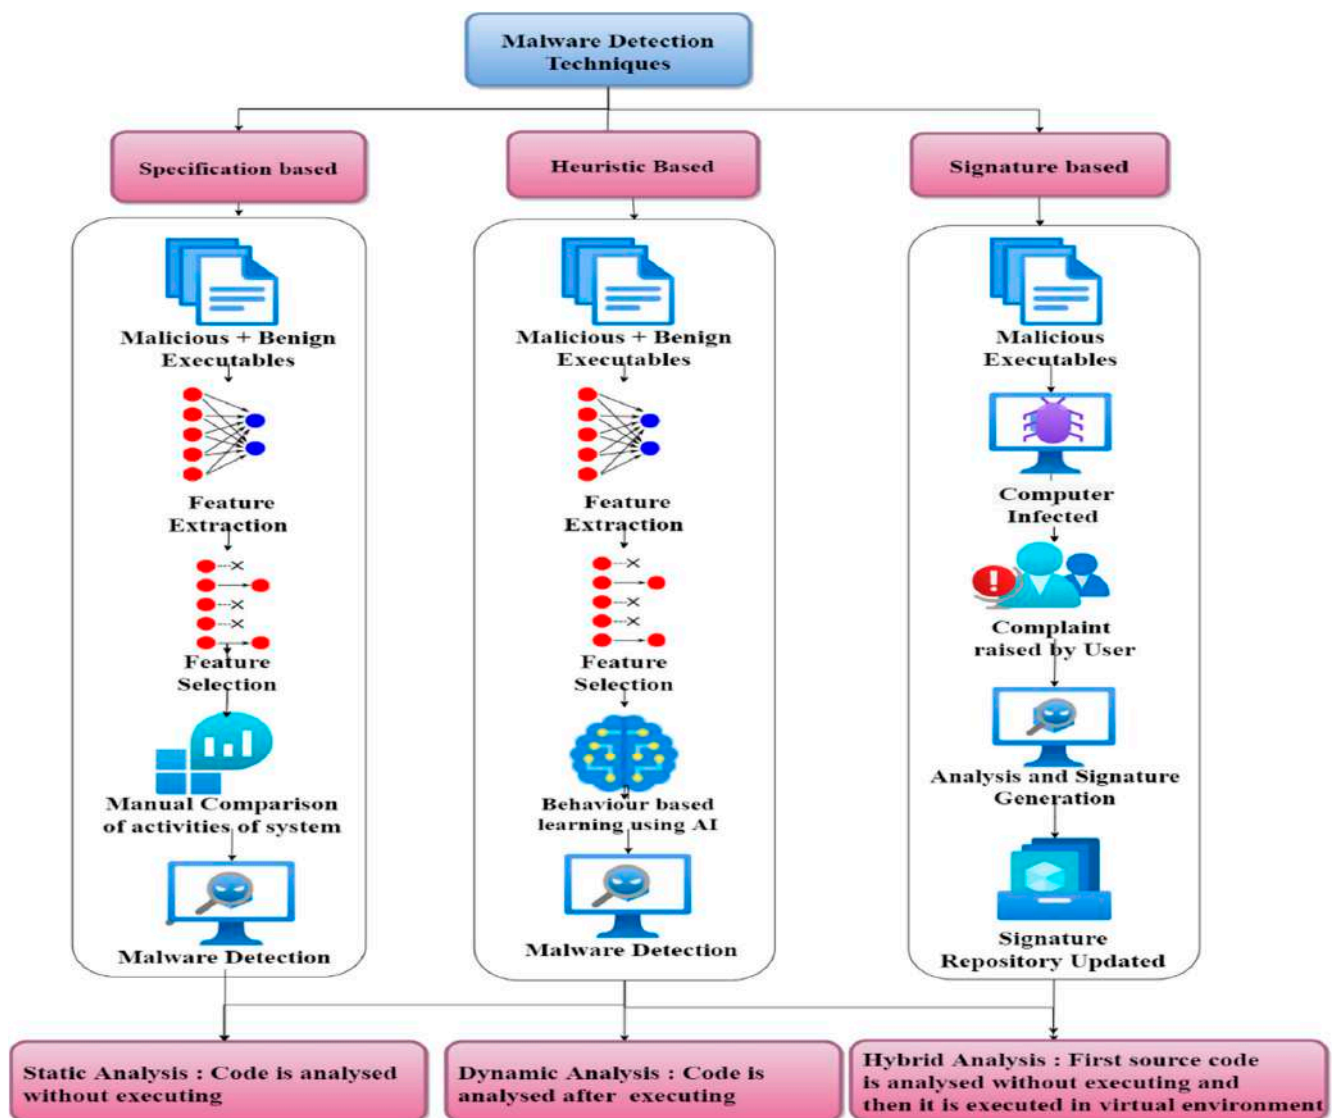 Malware Detection
Techniques
Specification based
Heuristic Based
Signature based
Malicious + Benign
Executables
Feature
Extraction
Feature
Selection
Manual Comparison
of activities of system
Malware Detection
Malicious + Benign
Executables
Feature
Extraction
Feature
Selection
Behaviour based
learning using AI
Malware Detection
Malicious
Executables
Computer
Infected
Complaint
raised by User
Analysis and Signature
Generation
Signature
Repository Updated
Static Analysis : Code is analysed
without executing
Dynamic Analysis : Code is
analysed after executing
Hybrid Analysis : First source code
is analysed without executing and
then it is executed in virtual environment